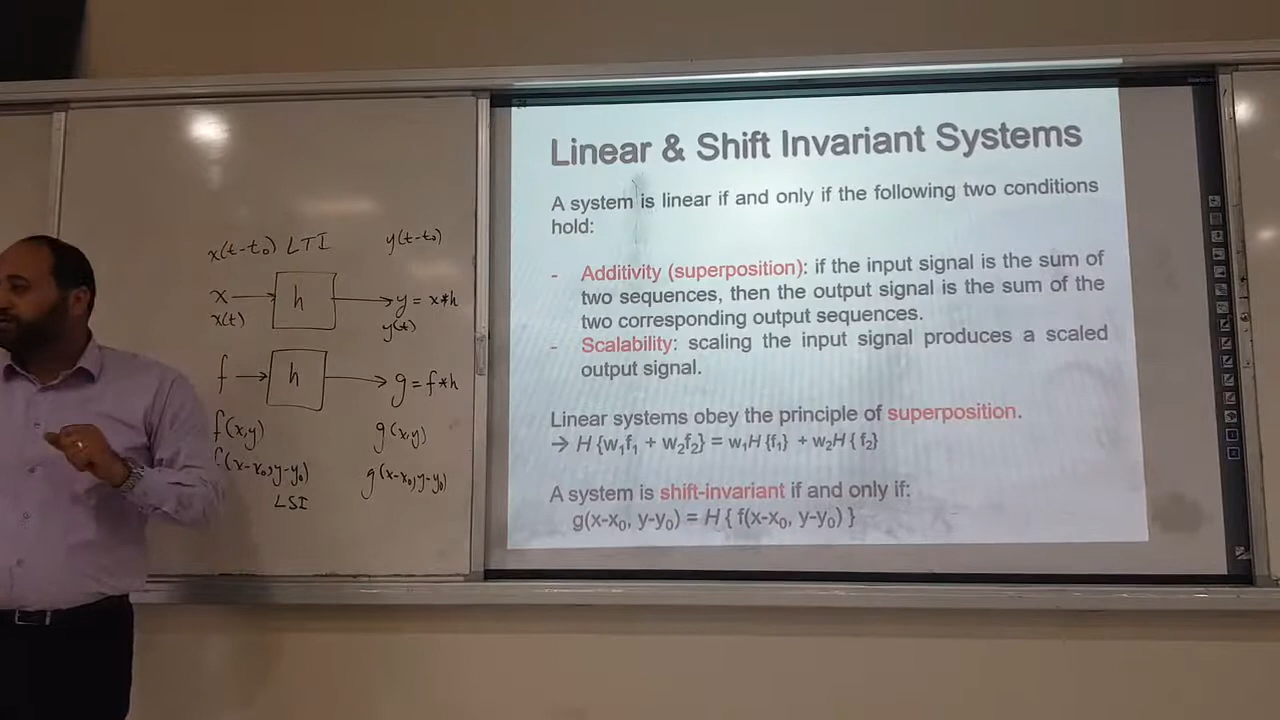 x(t-t₀) LTI y(t-t₀)
x h y = x*h
x(t) y(t)
f h g = f*h
f(x,y) g(x,y)
f(x-x₀, y-y₀) g(x-x₀, y-y₀)
LSI
Linear & Shift Invariant Systems
A system is linear if and only if the following two conditions
hold:
- Additivity (superposition): if the input signal is the sum of
two sequences, then the output signal is the sum of the
two corresponding output sequences.
- Scalability: scaling the input signal produces a scaled
output signal.
Linear systems obey the principle of superposition.
→ H {w₁f₁ + w₂f₂} = w₁H {f₁} + w₂H { f₂}
A system is shift-invariant if and only if:
g(x-x₀, y-y₀) = H { f(x-x₀, y-y₀) }